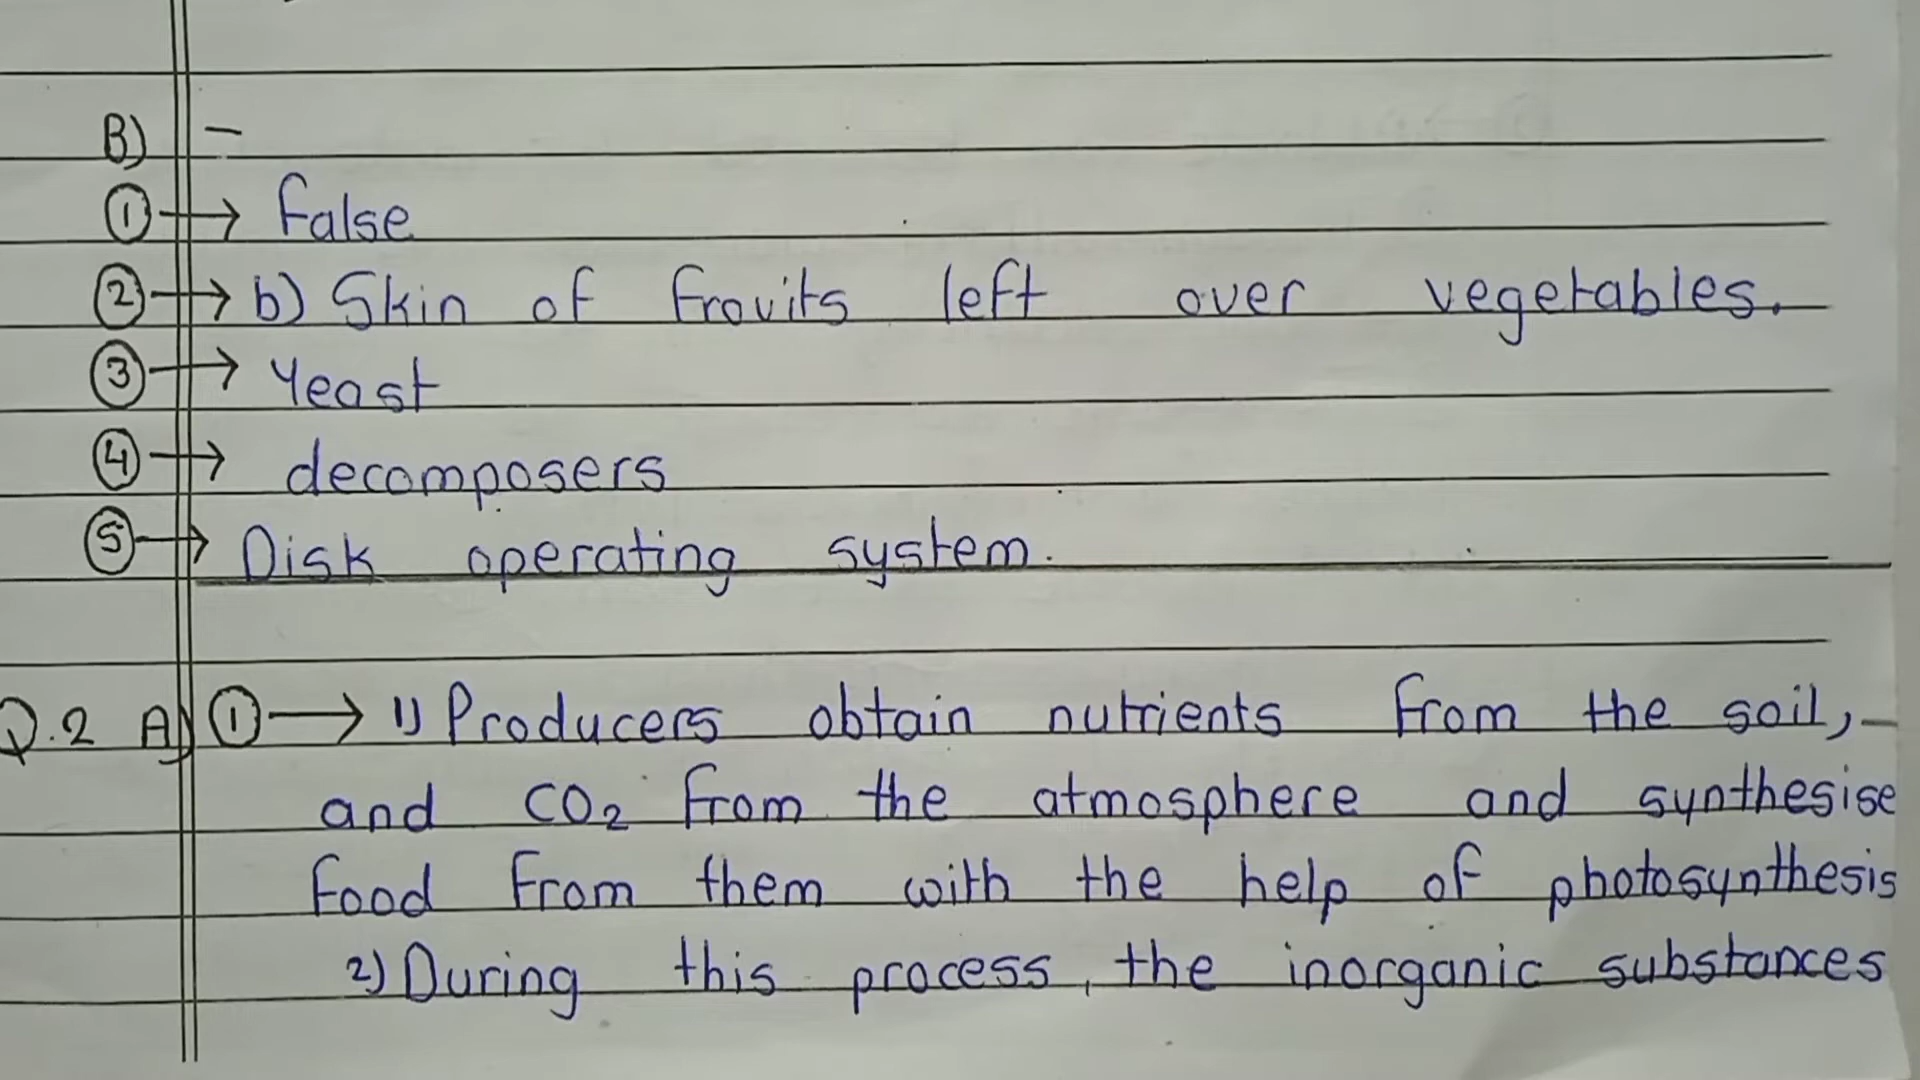 B) -
① → False
② → b) Skin of frouits left over vegetables.
③ → Yeast
④ → decomposers
⑤ → Disk operating system.
Q.2 A) ① → 1) Producers obtain nutrients from the soil,
and CO₂ from the atmosphere and synthesise
food from them with the help of photosynthesis
2) During this process, the inorganic substances